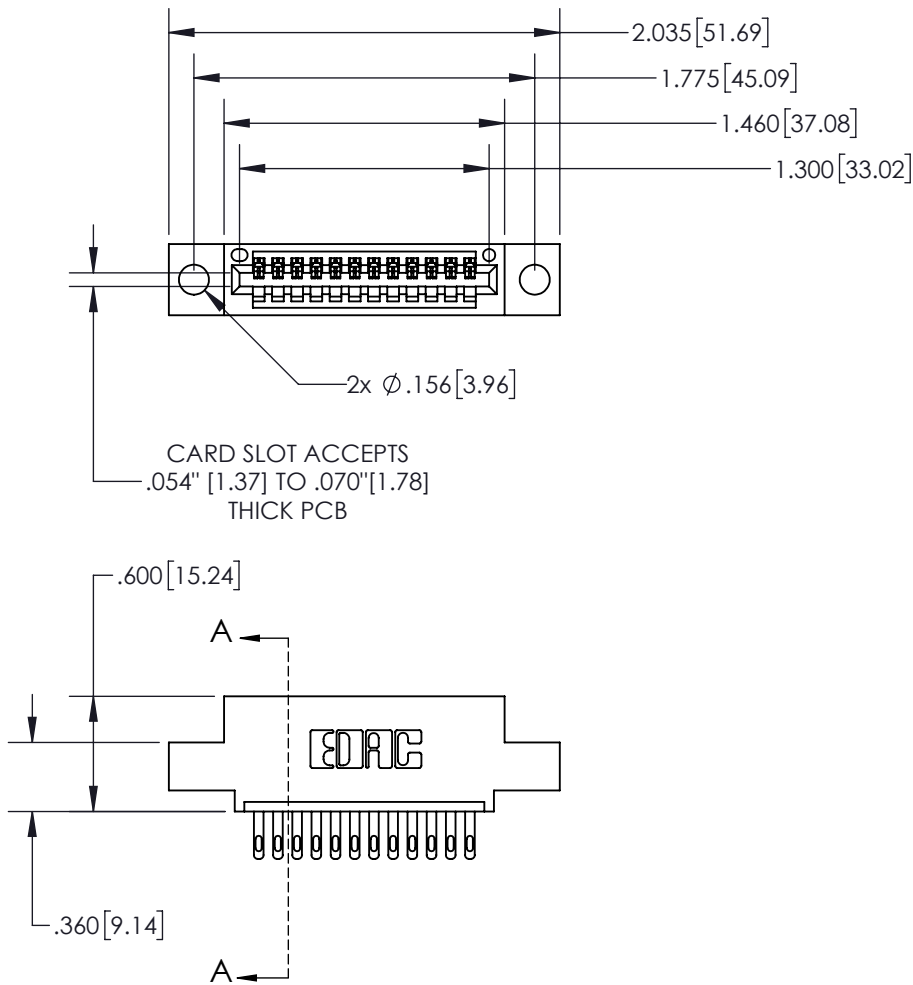 2.035[51.69]
1.775[45.09]
1.460[37.08]
1.300[33.02]
2x ∅.156[3.96]
CARD SLOT ACCEPTS
.054" [1.37] TO .070"[1.78]
THICK PCB
.600[15.24]
A
EDAC
.360[9.14]
A